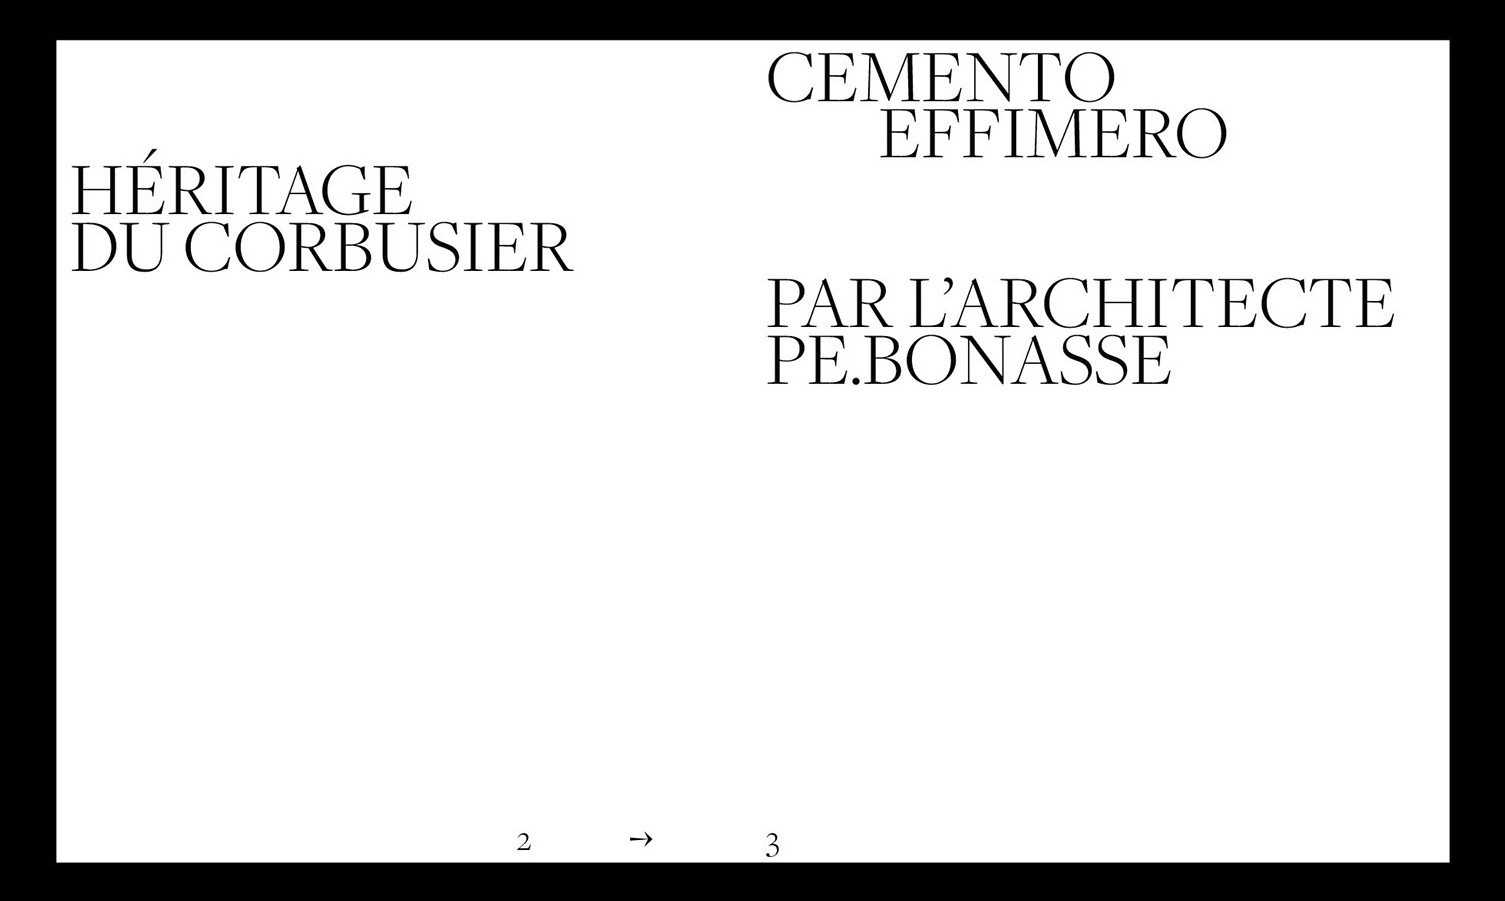 CEMENTO
EFFIMERO
HÉRITAGE
DU CORBUSIER
PAR L’ARCHITECTE
PE.BONASSE
2 → 3